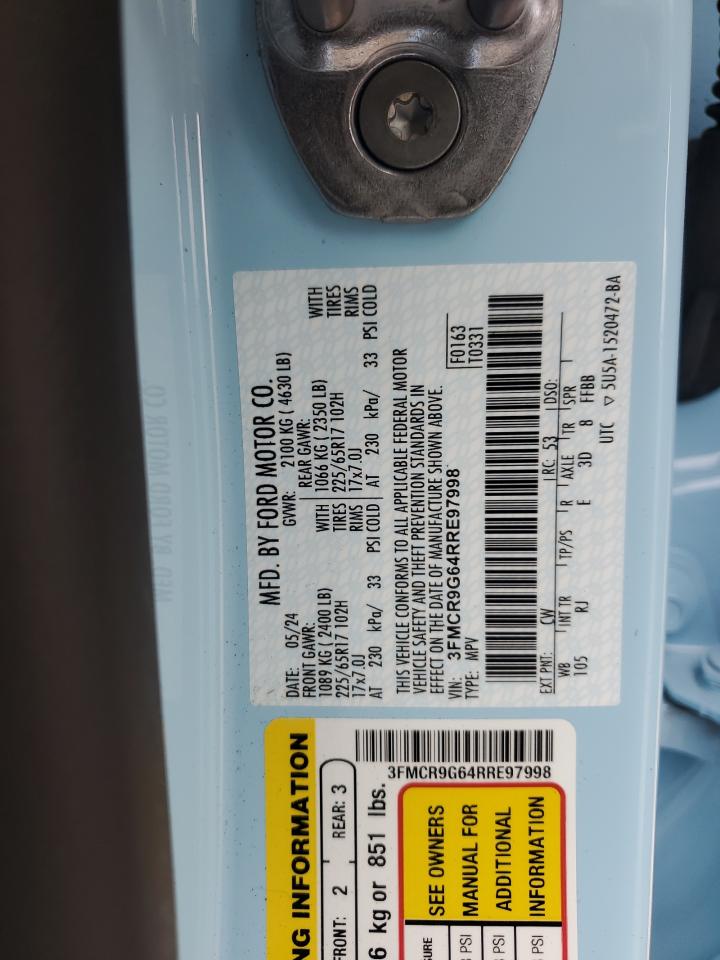 MFD. BY FORD MOTOR CO.
DATE: 05/24 GVWR: 2100 KG ( 4630 LB)
FRONT GAWR: REAR GAWR:
1089 KG ( 2400 LB) WITH 1066 KG ( 2350 LB) WITH
225/65R17 102H TIRES 225/65R17 102H TIRES
17x7.0J RIMS 17x7.0J RIMS
AT 230 kPa/ 33 PSI COLD AT 230 kPa/ 33 PSI COLD
THIS VEHICLE CONFORMS TO ALL APPLICABLE FEDERAL MOTOR
VEHICLE SAFETY AND THEFT PREVENTION STANDARDS IN
EFFECT ON THE DATE OF MANUFACTURE SHOWN ABOVE.
VIN: 3FMCR9G64RRE97998 F0163
TYPE: MPV T0331
EXT PNT: CW RC: 53 DSO:
WB INT TR TP/PS R AXLE TR SPR
105 RJ E 3D 8 FFBB
UTC ▽ 5U5A-1520472-BA
NG INFORMATION
FRONT: 2 REAR: 3
6 kg or 851 lbs.
3FMCR9G64RRE97998
SEE OWNERS
MANUAL FOR
ADDITIONAL
INFORMATION
PSI
PSI
PSI